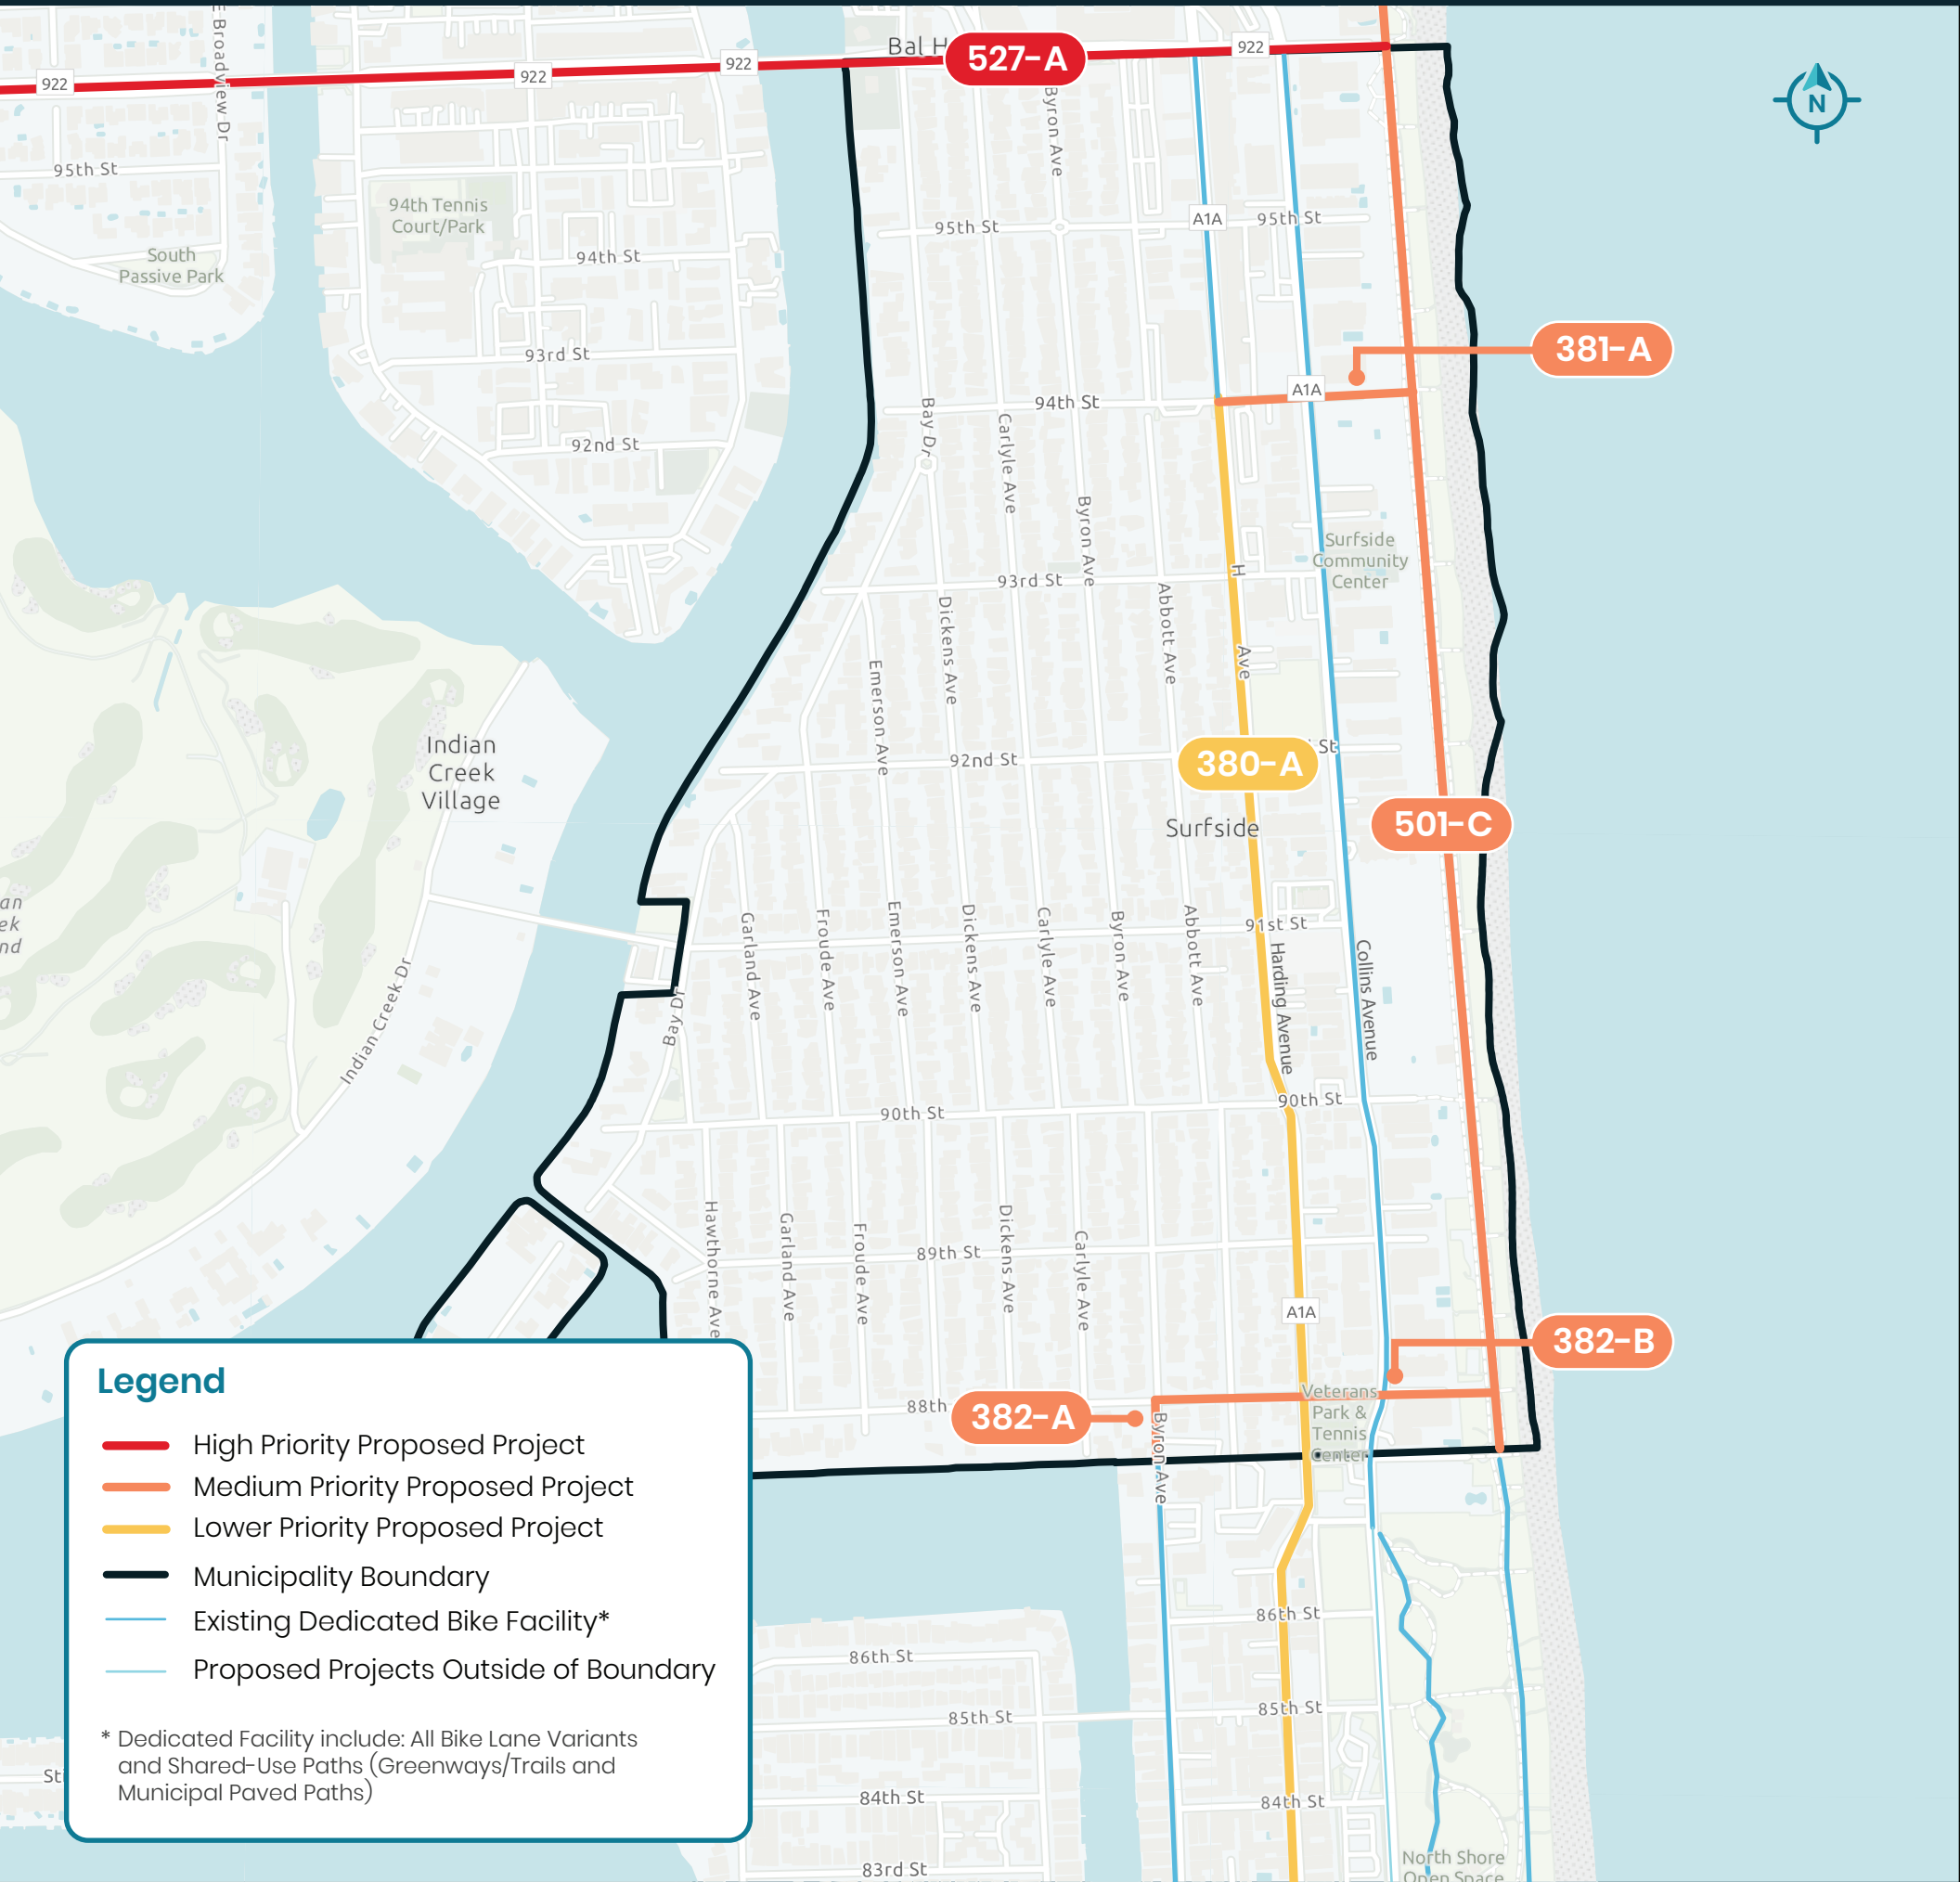 E Broadview Dr
Bal H
527-A
922
922
922
922
N
95th St
94th Tennis
Court/Park
South
Passive Park
94th St
93rd St
92nd St
Byron Ave
A1A
95th St
95th St
381-A
A1A
94th St
Bay Dr
Carlyle Ave
Byron Ave
Surfside
Community
Center
H
93rd St
Abbott Ave
Dickens Ave
Ave
Emerson Ave
Indian
Creek
Village
92nd St
380-A
St
501-C
Surfside
an
ek
nd
Garland Ave
Froude Ave
Emerson Ave
Dickens Ave
Carlyle Ave
Byron Ave
Abbott Ave
91st St
Harding Avenue
Collins Avenue
Bay Dr
Indian Creek Dr
90th St
90th St
Hawthorne Ave
Garland Ave
Froude Ave
Dickens Ave
Carlyle Ave
89th St
A1A
382-B
Veterans
Park &
Tennis
Center
88th
382-A
Byron Ave
Legend
High Priority Proposed Project
Medium Priority Proposed Project
Lower Priority Proposed Project
Municipality Boundary
Existing Dedicated Bike Facility*
Proposed Projects Outside of Boundary
* Dedicated Facility include: All Bike Lane Variants
and Shared-Use Paths (Greenways/Trails and
Municipal Paved Paths)
Sti
86th St
86th St
85th St
85th St
84th St
84th St
83rd St
North Shore
Open Space